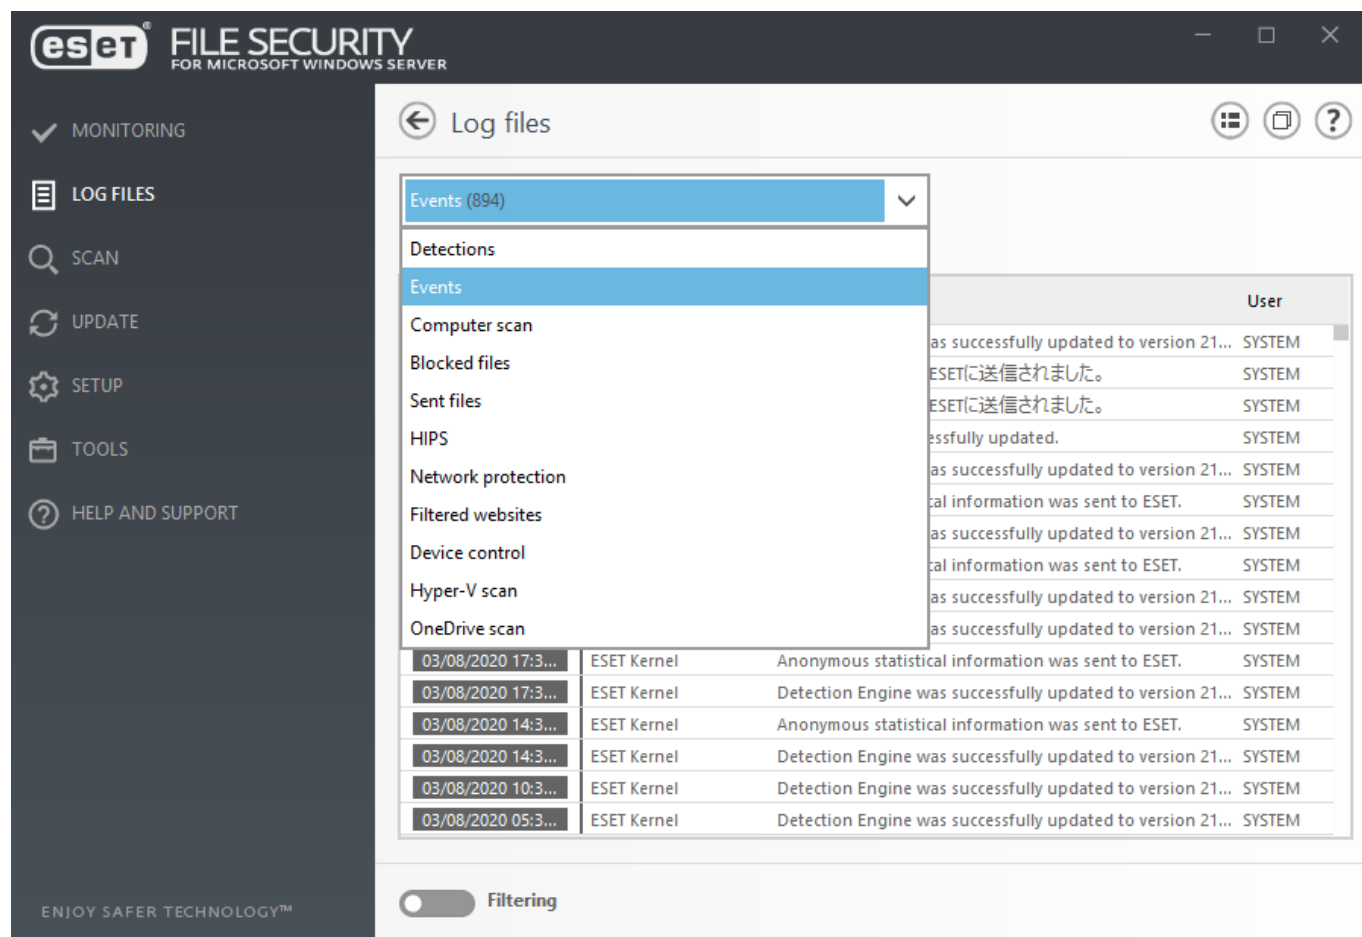 eset® FILE SECURITY
FOR MICROSOFT WINDOWS SERVER
MONITORING
LOG FILES
SCAN
UPDATE
SETUP
TOOLS
HELP AND SUPPORT
ENJOY SAFER TECHNOLOGY™
Log files
Events (894)
Detections
Events
Computer scan
Blocked files
Sent files
HIPS
Network protection
Filtered websites
Device control
Hyper-V scan
OneDrive scan
User
as successfully updated to version 21... SYSTEM
ESETに送信されました。 SYSTEM
ESETに送信されました。 SYSTEM
essfully updated. SYSTEM
as successfully updated to version 21... SYSTEM
cal information was sent to ESET. SYSTEM
as successfully updated to version 21... SYSTEM
cal information was sent to ESET. SYSTEM
as successfully updated to version 21... SYSTEM
as successfully updated to version 21... SYSTEM
03/08/2020 17:3... ESET Kernel Anonymous statistical information was sent to ESET. SYSTEM
03/08/2020 17:3... ESET Kernel Detection Engine was successfully updated to version 21... SYSTEM
03/08/2020 14:3... ESET Kernel Anonymous statistical information was sent to ESET. SYSTEM
03/08/2020 14:3... ESET Kernel Detection Engine was successfully updated to version 21... SYSTEM
03/08/2020 10:3... ESET Kernel Detection Engine was successfully updated to version 21... SYSTEM
03/08/2020 05:3... ESET Kernel Detection Engine was successfully updated to version 21... SYSTEM
Filtering